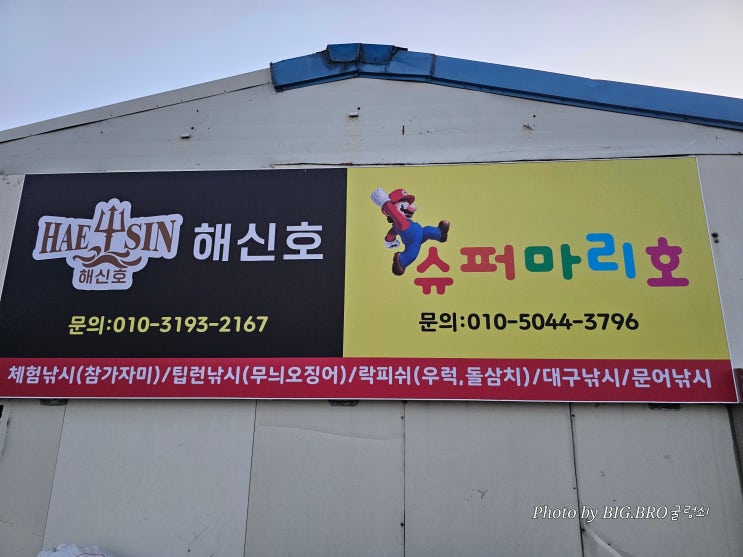 HAE SIN
해신호
해신호
문의:010-3193-2167
슈퍼마리호
문의:010-5044-3796
체험낚시(참가자미)/팁런낚시(무늬오징어)/락피쉬(우럭,돌삼치)/대구낚시/문어낚시
Photo by BIG.BRO굴렁쇠